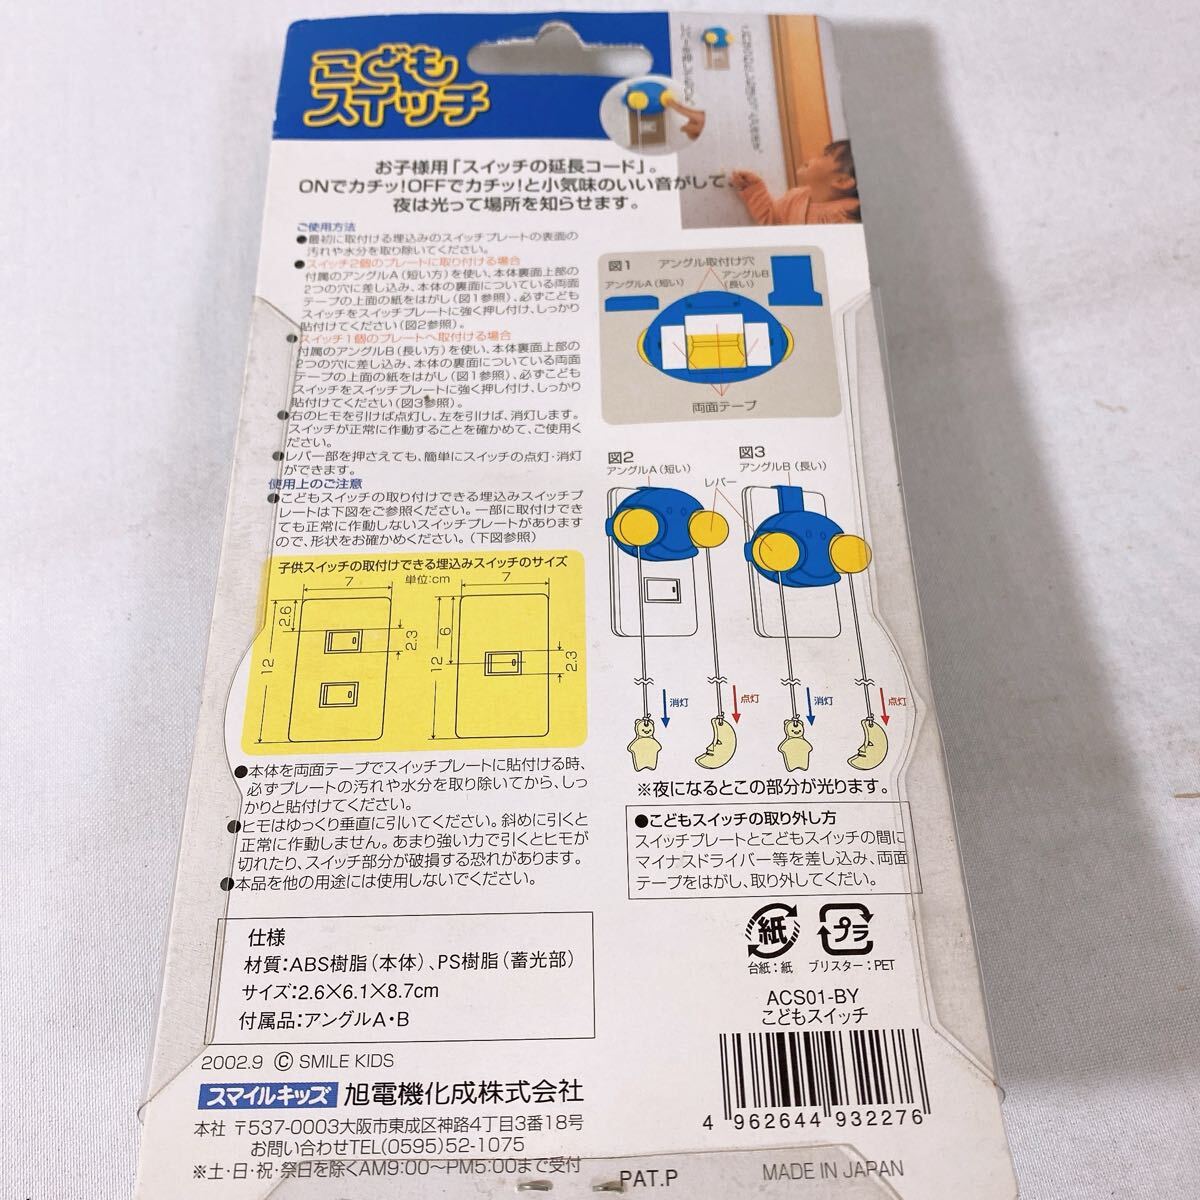 こども
スイッチ
お子様用「スイッチの延長コード」。
ONでカチッ!OFFでカチッ!と小気味のいい音がして、
夜は光って場所を知らせます。
ご使用方法
●最初に取付ける埋込みのスイッチプレートの表面の
汚れや水分を取り除いてください。
●スイッチ2個のプレートに取り付ける場合
付属のアングルA(短い方)を使い、本体裏面上部の
2つの穴に差し込み、本体の裏面についている両面
テープの上面の紙をはがし(図1参照)、必ずこども
スイッチをスイッチプレートに強く押し付け、しっかり
貼付けてください(図2参照)。
●スイッチ1個のプレートへ取付ける場合
付属のアングルB(長い方)を使い、本体裏面上部の
2つの穴に差し込み、本体の裏面についている両面
テープの上面の紙をはがし(図1参照)、必ずこども
スイッチをスイッチプレートに強く押し付け、しっかり
貼付けてください(図3参照)。
●右のヒモを引けば点灯し、左を引けば、消灯します。
スイッチが正常に作動することを確かめて、ご使用く
ださい。
●レバー部を押さえても、簡単にスイッチの点灯・消灯
ができます。
使用上のご注意
●こどもスイッチの取り付けできる埋込みスイッチプ
レートは下図をご参照ください。一部に取付けでき
ても正常に作動しないスイッチプレートがあります
ので、形状をお確かめください。(下図参照)
子供スイッチの取付けできる埋込みスイッチのサイズ
単位:cm
7
2.6
12
2.3
7
6
12
2.3
●本体を両面テープでスイッチプレートに貼付ける時、
必ずプレートの汚れや水分を取り除いてから、しっ
かりと貼付けてください。
●ヒモはゆっくり垂直に引いてください。斜めに引くと
正常に作動しません。あまり強い力で引くとヒモが
切れたり、スイッチ部分が破損する恐れがあります。
●本品を他の用途には使用しないでください。
図1
アングル取付け穴
アングルA(短い)
アングルB
(長い)
両面テープ
図2
アングルA(短い)
図3
アングルB(長い)
レバー
消灯
点灯
消灯
点灯
※夜になるとこの部分が光ります。
●こどもスイッチの取り外し方
スイッチプレートとこどもスイッチの間に
マイナスドライバー等を差し込み、両面
テープをはがし、取り外してくだい。
仕様
材質:ABS樹脂(本体)、PS樹脂(蓄光部)
サイズ:2.6×6.1×8.7cm
付属品:アングルA・B
紙
プラ
台紙:紙
ブリスター:PET
ACS01-BY
こどもスイッチ
4 962644 932276
2002.9 © SMILE KIDS
スマイルキッズ 旭電機化成株式会社
本社 〒537-0003大阪市東成区神路4丁目3番18号
お問い合わせTEL(0595)52-1075
※土・日・祝・祭日を除くAM9:00〜PM5:00まで受付
PAT.P
MADE IN JAPAN